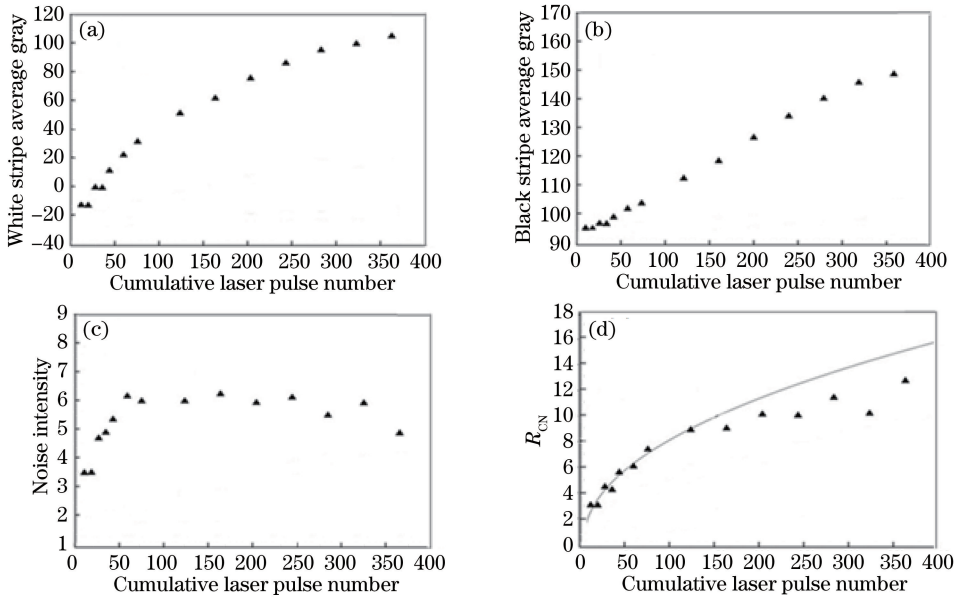 (a)
White stripe average gray
120
100
80
60
40
20
0
−20
−40
0 50 100 150 200 250 300 350 400
Cumulative laser pulse number
(b)
Black stripe average gray
170
160
150
140
130
120
110
100
90
0 50 100 150 200 250 300 350 400
Cumulative laser pulse number
(c)
Noise intensity
9
8
7
6
5
4
3
2
1
0 50 100 150 200 250 300 350 400
Cumulative laser pulse number
(d)
R_CN
18
16
14
12
10
8
6
4
2
0
0 50 100 150 200 250 300 350 400
Cumulative laser pulse number